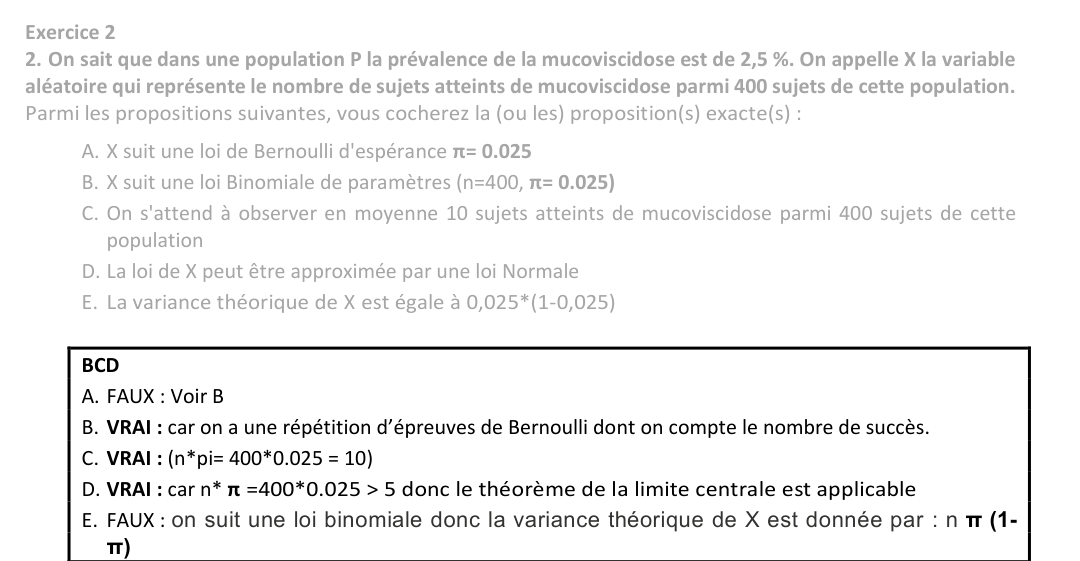 Exercice 2
2. On sait que dans une population P la prévalence de la mucoviscidose est de 2,5 %. On appelle X la variable
aléatoire qui représente le nombre de sujets atteints de mucoviscidose parmi 400 sujets de cette population.
Parmi les propositions suivantes, vous cocherez la (ou les) proposition(s) exacte(s) :
A. X suit une loi de Bernoulli d'espérance π= 0.025
B. X suit une loi Binomiale de paramètres (n=400, π= 0.025)
C. On s'attend à observer en moyenne 10 sujets atteints de mucoviscidose parmi 400 sujets de cette
population
D. La loi de X peut être approximée par une loi Normale
E. La variance théorique de X est égale à 0,025*(1-0,025)
BCD
A. FAUX : Voir B
B. VRAI : car on a une répétition d’épreuves de Bernoulli dont on compte le nombre de succès.
C. VRAI : (n*pi= 400*0.025 = 10)
D. VRAI : car n* π =400*0.025 > 5 donc le théorème de la limite centrale est applicable
E. FAUX : on suit une loi binomiale donc la variance théorique de X est donnée par : n π (1-
π)